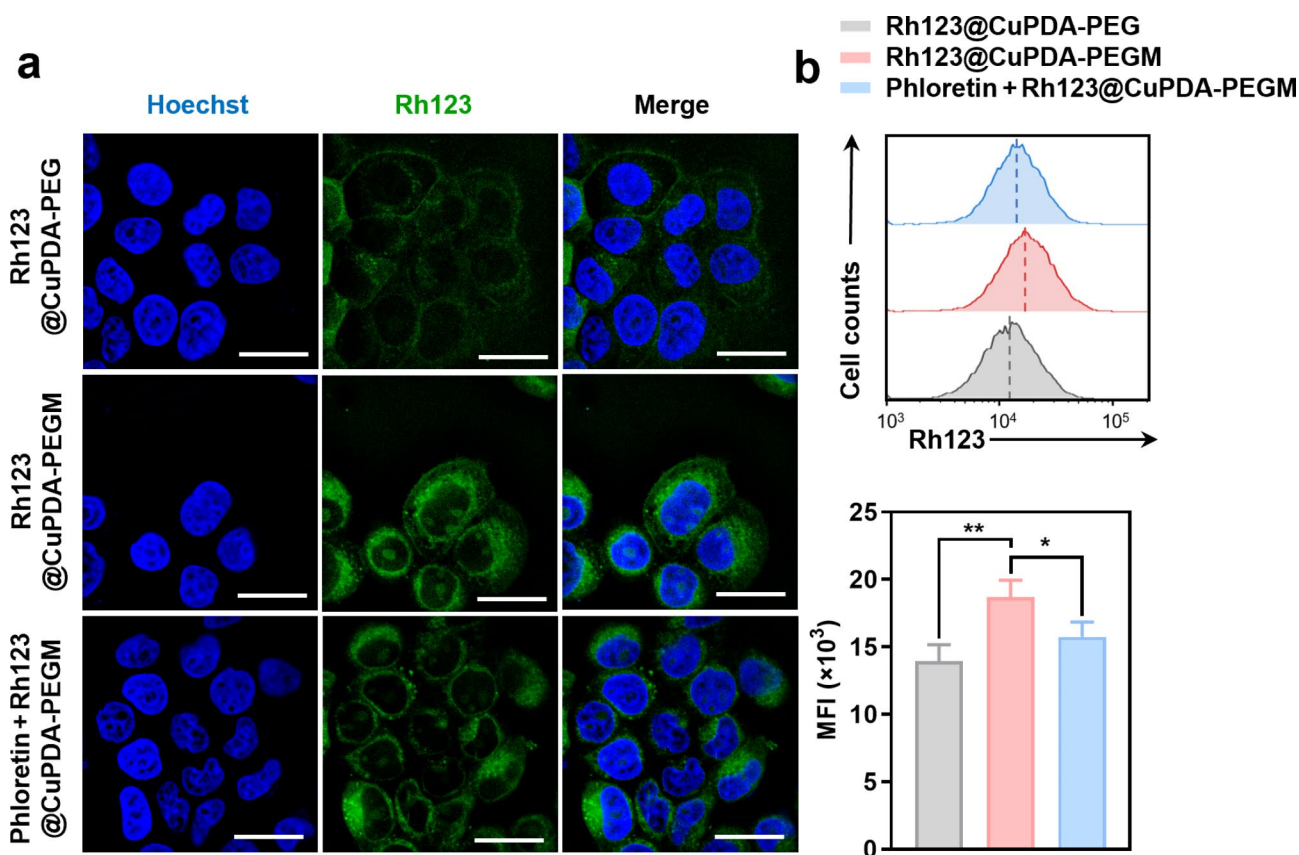 a
Hoechst
Rh123
Merge
Rh123
@CuPDA-PEG
Rh123
@CuPDA-PEGM
Phloretin + Rh123
@CuPDA-PEGM
b
Rh123@CuPDA-PEG
Rh123@CuPDA-PEGM
Phloretin + Rh123@CuPDA-PEGM
Cell counts
10³
10⁴
10⁵
Rh123
MFI (×10³)
25
20
15
10
5
0
**
*